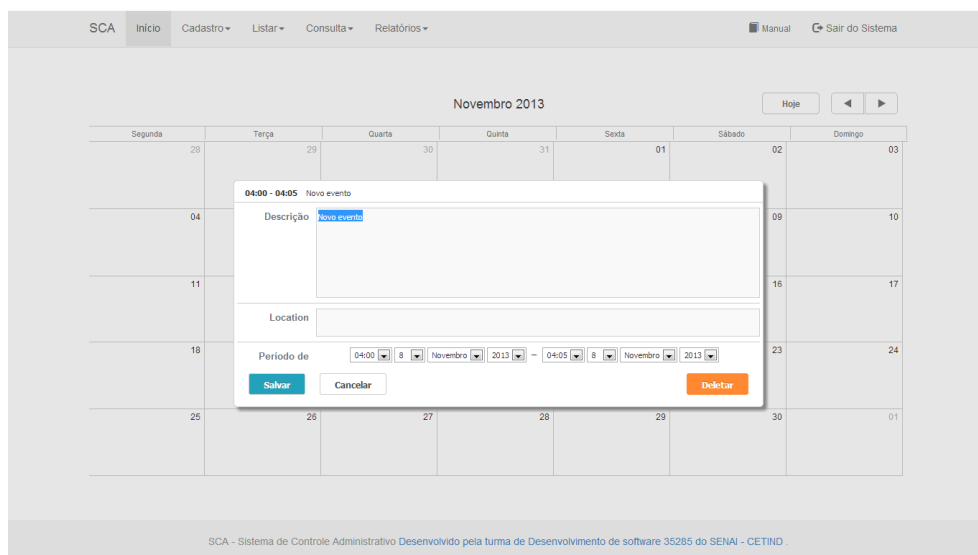 SCA Início Cadastro Listar Consulta Relatórios Manual Sair do Sistema
Novembro 2013 Hoje
Segunda Terça Quarta Quinta Sexta Sábado Domingo
28 29 30 31 01 02 03
04:00 - 04:05 Novo evento
04 Descrição Novo evento 09 10
11 16 17
Location
18 23 24
Período de 04:00 8 Novembro 2013 – 04:05 8 Novembro 2013
Salvar Cancelar Deletar
25 26 27 28 29 30 01
SCA - Sistema de Controle Administrativo Desenvolvido pela turma de Desenvolvimento de software 35285 do SENAI - CETIND .